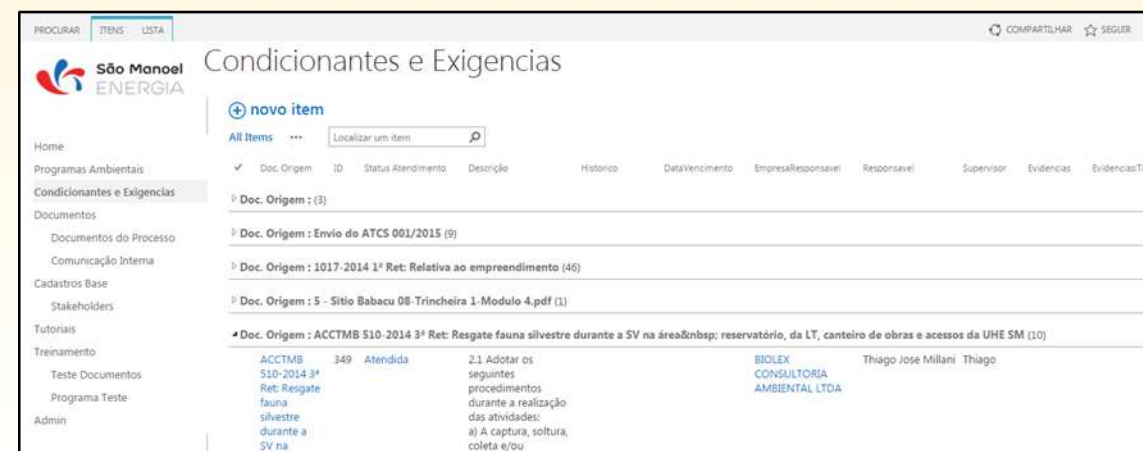 PROCURAR ITENS LISTA COMPARTILHAR SEGUIR
São Manoel
ENERGIA
Condicionantes e Exigencias
novo item
All Items ... Localizar um item
Doc. Origem ID Status Atendimento Descrição Historico DataVencimento EmpresaResponsavel Responsavel Supervisor Evidencias Evidencias:T
Home
Programas Ambientais
Condicionantes e Exigencias
Documentos
Documentos do Processo
Comunicação Interna
Cadastros Base
Stakeholders
Tutoriais
Treinamento
Teste Documentos
Programa Teste
Admin
Doc. Origem : (3)
Doc. Origem : Envio do ATCS 001/2015 (9)
Doc. Origem : 1017-2014 1ª Ret: Relativa ao empreendimento (46)
Doc. Origem : 5 - Sitio Babacu 08-Trincheira 1-Modulo 4.pdf (1)
Doc. Origem : ACCTMB 510-2014 3ª Ret: Resgate fauna silvestre durante a SV na área&nbsp; reservatório, da LT, canteiro de obras e acessos da UHE SM (10)
ACCTMB 349 Atendida 2.1 Adotar os BIOLEX Thiago Jose Millani Thiago
510-2014 3ª seguintes CONSULTORIA
Ret: Resgate procedimentos AMBIENTAL LTDA
fauna durante a realização
silvestre das atividades:
durante a a) A captura, soltura,
SV na coleta e/ou